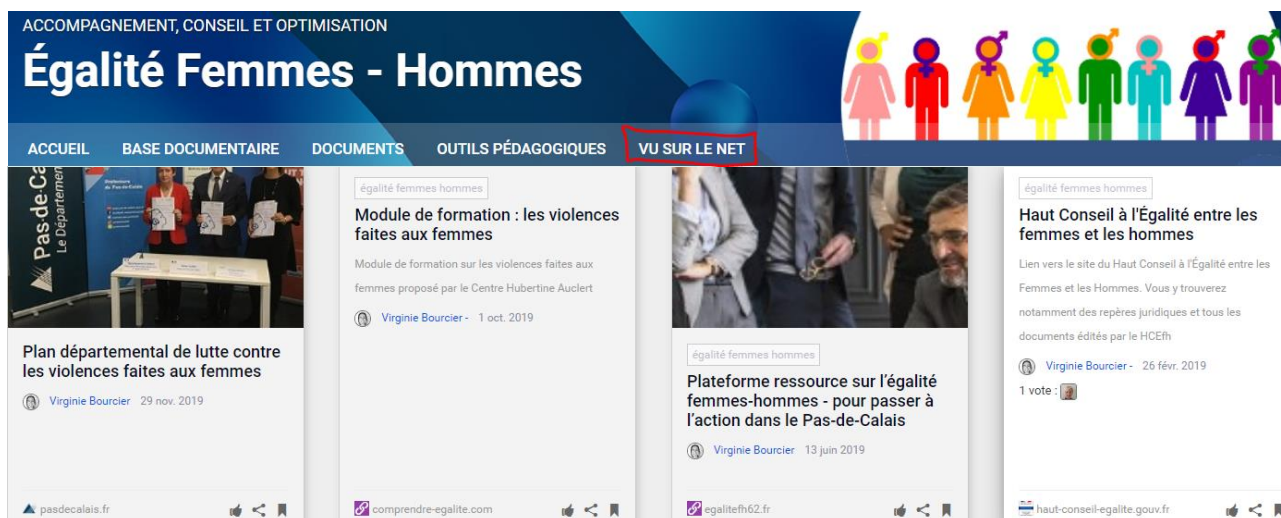 ACCOMPAGNEMENT, CONSEIL ET OPTIMISATION
Égalité Femmes - Hommes
ACCUEIL BASE DOCUMENTAIRE DOCUMENTS OUTILS PÉDAGOGIQUES VU SUR LE NET
Pas-de-Ca
Le Département
Plan départemental de lutte contre
les violences faites aux femmes
Virginie Bourcier 29 nov. 2019
pasdecalais.fr
égalité femmes hommes
Module de formation : les violences
faites aux femmes
Module de formation sur les violences faites aux
femmes proposé par le Centre Hubertine Auclert
Virginie Bourcier - 1 oct. 2019
comprendre-egalite.com
égalité femmes hommes
Plateforme ressource sur l'égalité
femmes-hommes - pour passer à
l'action dans le Pas-de-Calais
Virginie Bourcier 13 juin 2019
egalitefh62.fr
égalité femmes hommes
Haut Conseil à l'Égalité entre les
femmes et les hommes
Lien vers le site du Haut Conseil à l'Égalité entre les
Femmes et les Hommes. Vous y trouverez
notamment des repères juridiques et tous les
documents édités par le HCEfh
Virginie Bourcier - 26 févr. 2019
1 vote :
haut-conseil-egalite.gouv.fr